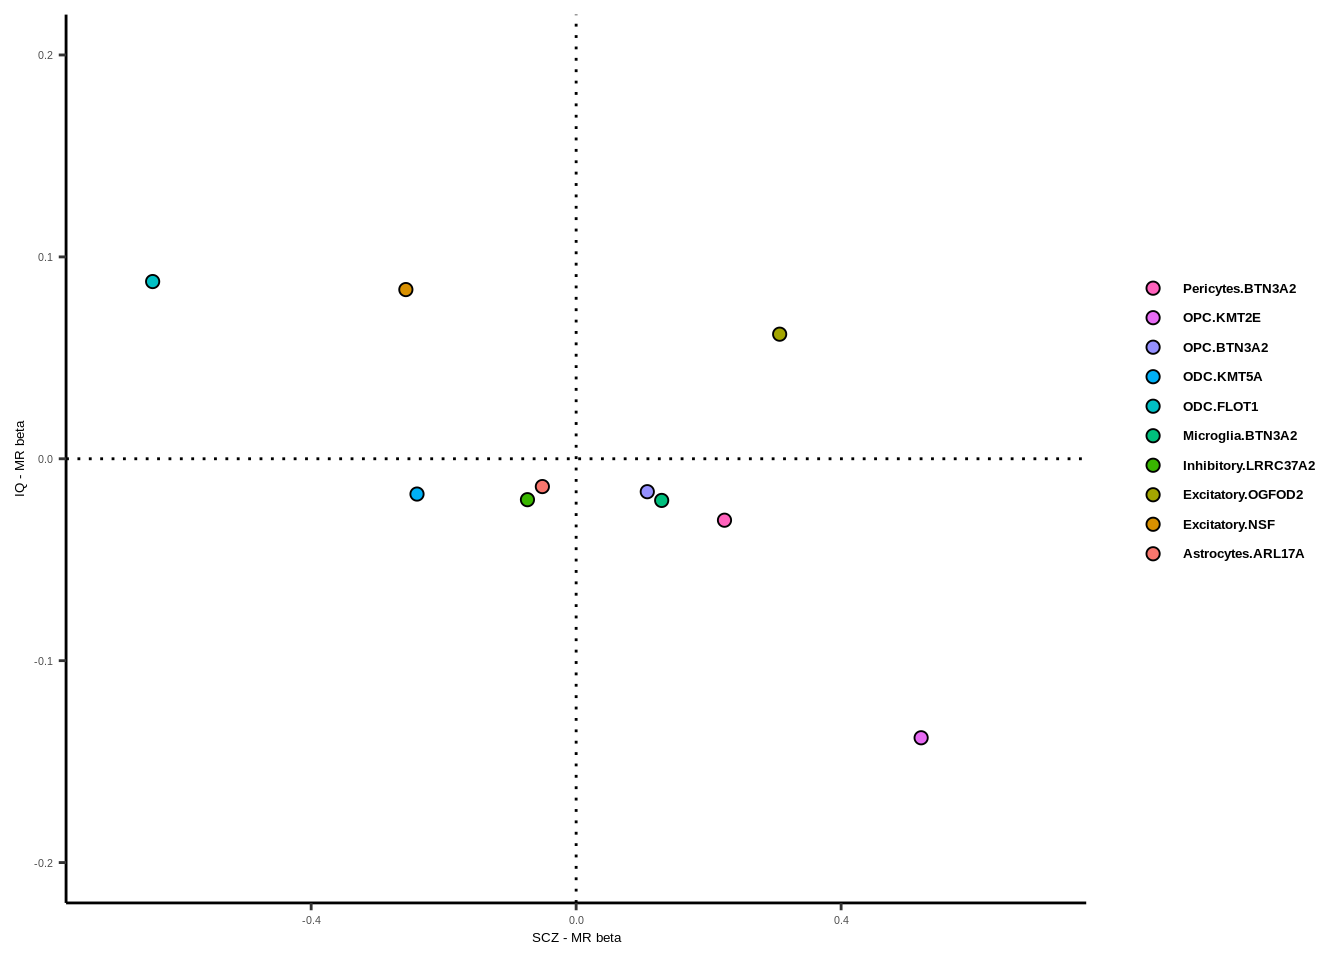 0.2
0.1
0.0
-0.1
-0.2
IQ - MR beta
-0.4
0.0
0.4
SCZ - MR beta
Pericytes.BTN3A2
OPC.KMT2E
OPC.BTN3A2
ODC.KMT5A
ODC.FLOT1
Microglia.BTN3A2
Inhibitory.LRRC37A2
Excitatory.OGFOD2
Excitatory.NSF
Astrocytes.ARL17A